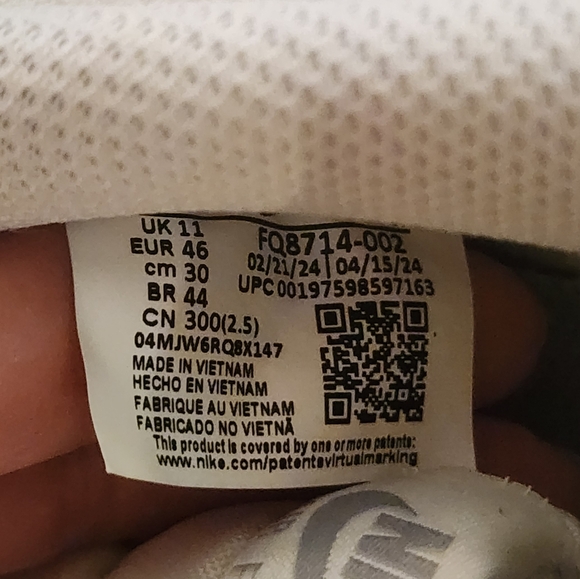 UK 11
EUR 46
cm 30
BR 44
CN 300(2.5)
FQ8714-002
02/21/24 | 04/15/24
UPC 00197598597163
04MJW6RQ8X147
MADE IN VIETNAM
HECHO EN VIETNAM
FABRIQUE AU VIETNAM
FABRICADO NO VIETNÃ
This product is covered by one or more patents:
www.nike.com/patentsvirtualmarking